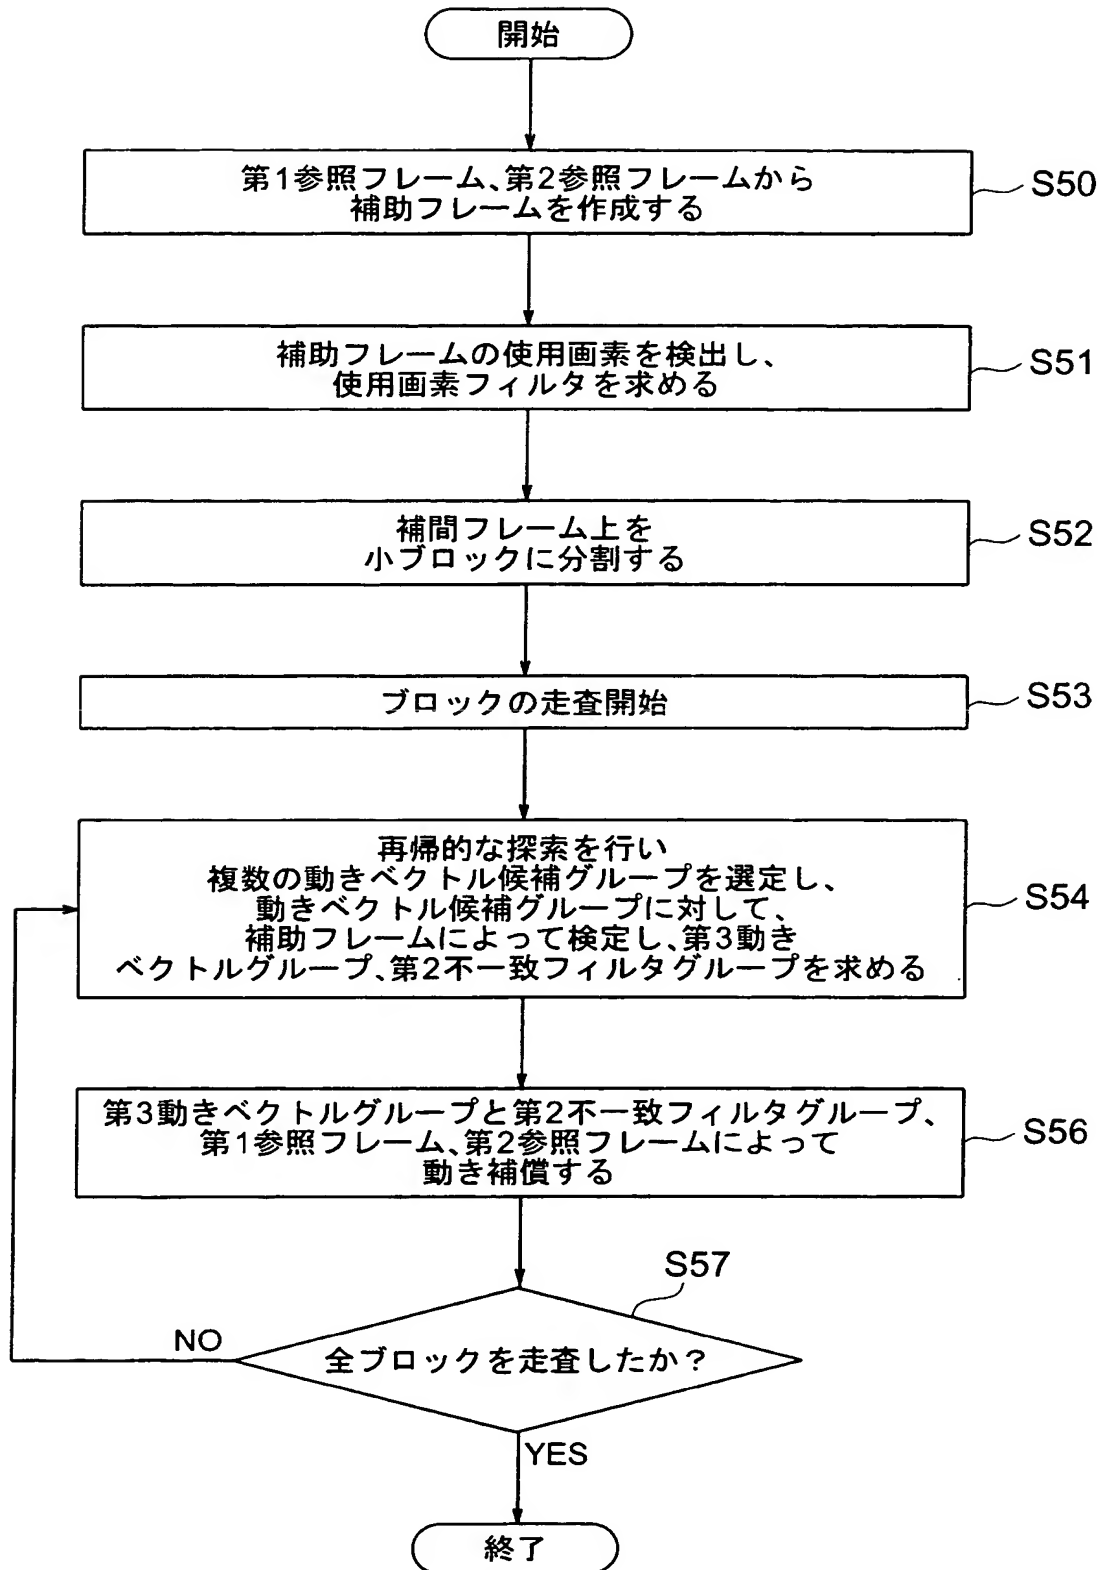 開始
第1参照フレーム、第2参照フレームから
補助フレームを作成する
S50
補助フレームの使用画素を検出し、
使用画素フィルタを求める
S51
補間フレーム上を
小ブロックに分割する
S52
ブロックの走査開始
S53
再帰的な探索を行い
複数の動きベクトル候補グループを選定し、
動きベクトル候補グループに対して、
補助フレームによって検定し、第3動き
ベクトルグループ、第2不一致フィルタグループを求める
S54
第3動きベクトルグループと第2不一致フィルタグループ、
第1参照フレーム、第2参照フレームによって
動き補償する
S56
S57
NO
全ブロックを走査したか？
YES
終了